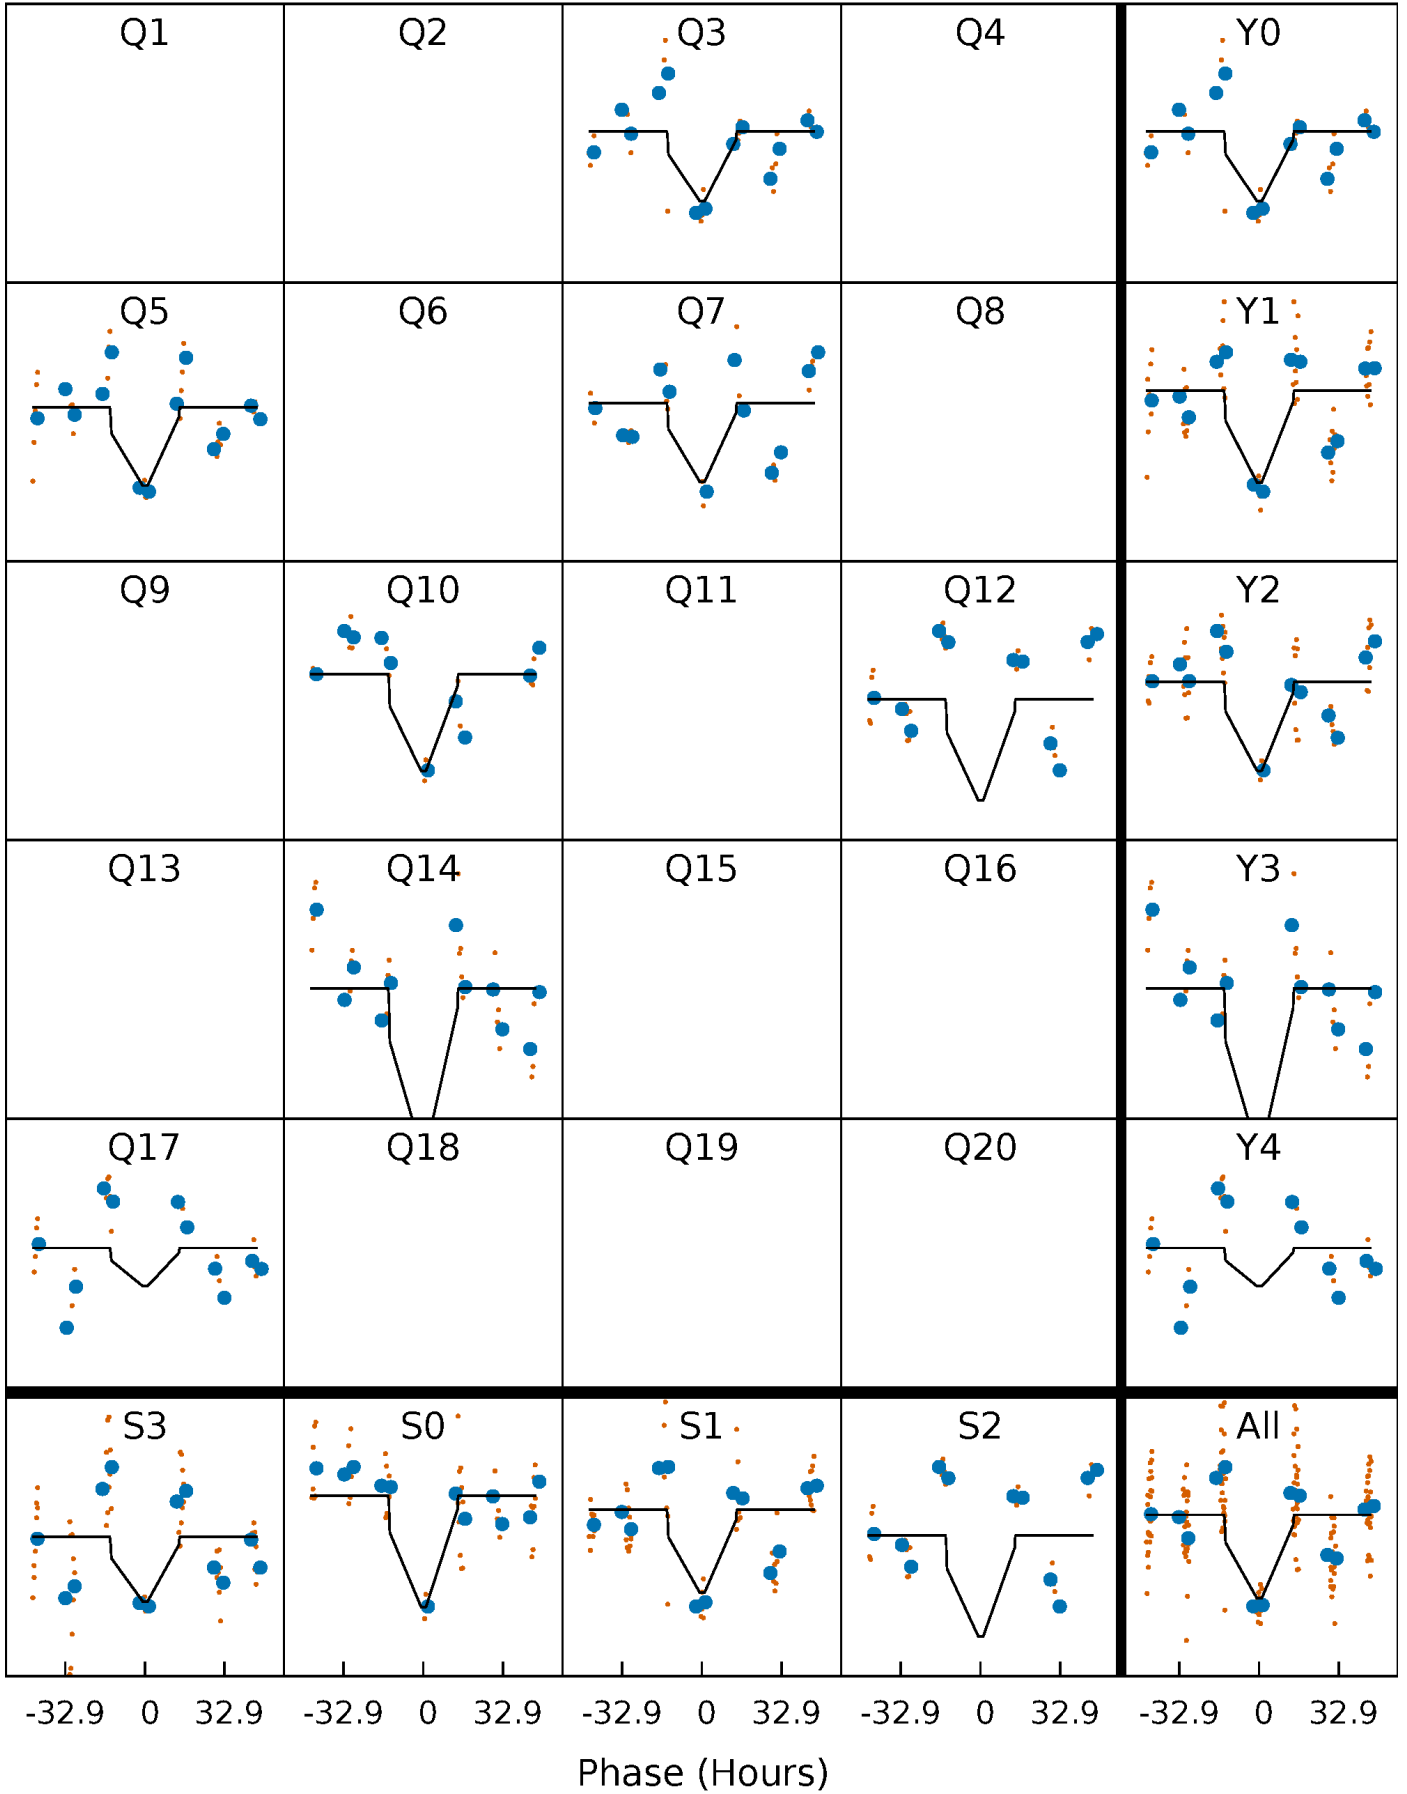 Q1 Q2 Q3 Q4 Y0
Q5 Q6 Q7 Q8 Y1
Q9 Q10 Q11 Q12 Y2
Q13 Q14 Q15 Q16 Y3
Q17 Q18 Q19 Q20 Y4
S3 S0 S1 S2 All
-32.9 0 32.9 -32.9 0 32.9 -32.9 0 32.9 -32.9 0 32.9 -32.9 0 32.9
Phase (Hours)